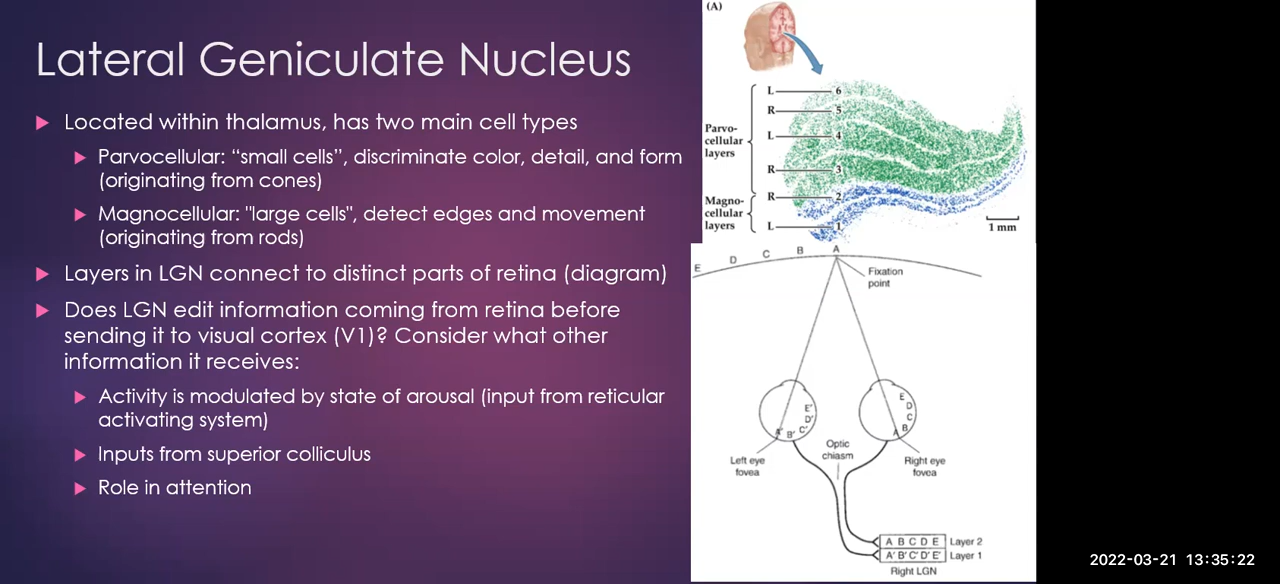 Lateral Geniculate Nucleus
Located within thalamus, has two main cell types
Parvocellular: “small cells”, discriminate color, detail, and form
(originating from cones)
Magnocellular: "large cells", detect edges and movement
(originating from rods)
Layers in LGN connect to distinct parts of retina (diagram)
Does LGN edit information coming from retina before
sending it to visual cortex (V1)? Consider what other
information it receives:
Activity is modulated by state of arousal (input from reticular
activating system)
Inputs from superior colliculus
Role in attention
(A)
L 6
R 5
L 4
R 3
R 2
L 1
Parvo-
cellular
layers
Magno-
cellular
layers
1 mm
E D C B A
Fixation
point
E'
D'
C'
B'
A'
E
D
C
B
A
Left eye
fovea
Optic
chiasm
Right eye
fovea
A B C D E Layer 2
A' B' C' D' E' Layer 1
Right LGN
2022-03-21 13:35:22